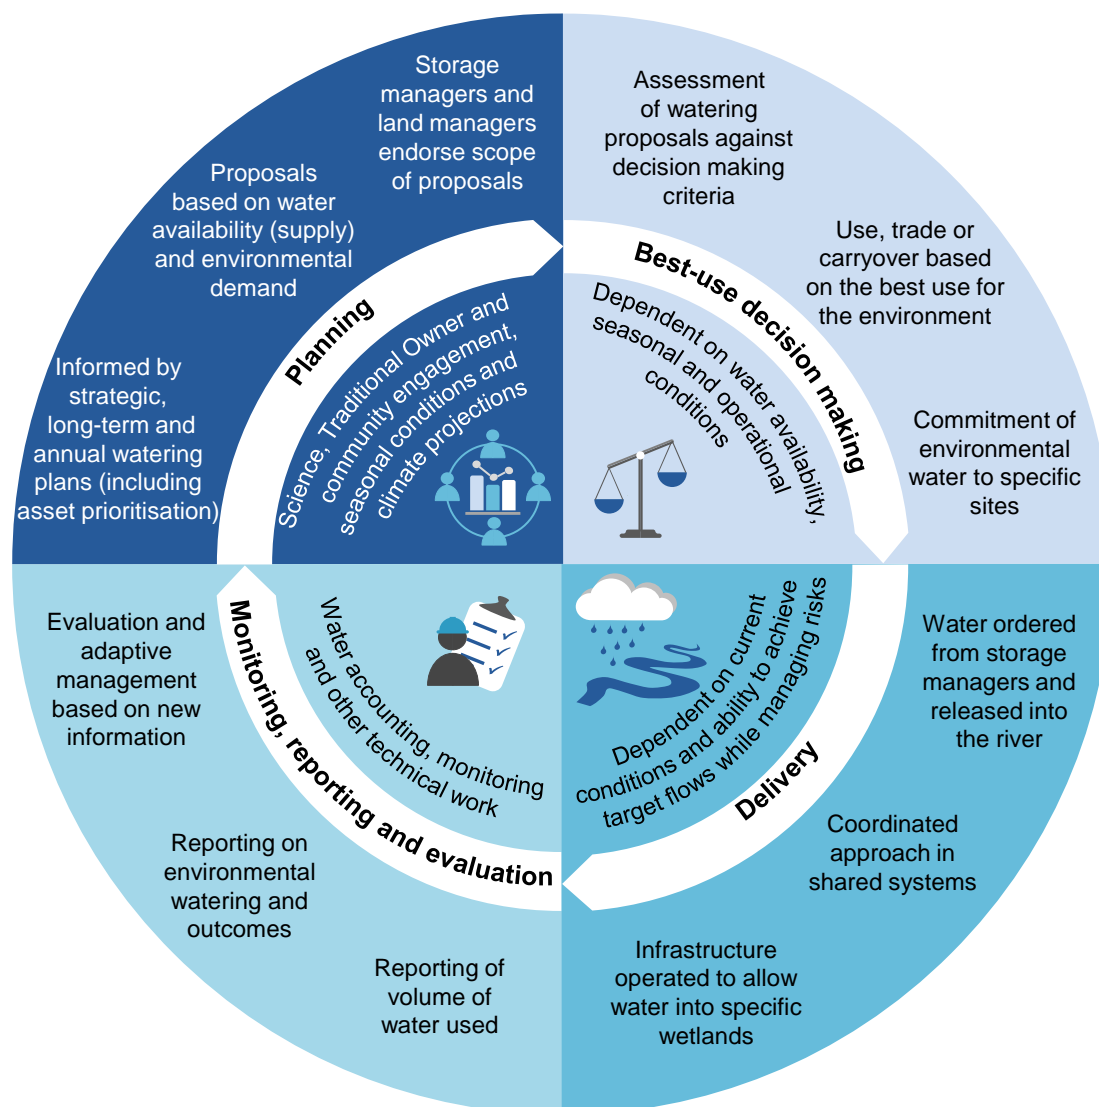 Storage
managers and
land managers
endorse scope
of proposals
Proposals
based on water
availability (supply)
and environmental
demand
Informed by
strategic,
long-term and
annual watering
plans (including
asset prioritisation)
Planning
Science, Traditional Owner and
community engagement,
seasonal conditions and
climate projections
Assessment
of watering
proposals against
decision making
criteria
Use, trade or
carryover based
on the best use for
the environment
Commitment of
environmental
water to specific
sites
Best-use decision making
Dependent on water availability,
seasonal and operational
conditions
Water ordered
from storage
managers and
released into
the river
Coordinated
approach in
shared systems
Infrastructure
operated to allow
water into specific
wetlands
Delivery
Dependent on current
conditions and ability to achieve
target flows while managing risks
Reporting of
volume of
water used
Reporting on
environmental
watering and
outcomes
Evaluation and
adaptive
management
based on new
information
Monitoring, reporting and evaluation
Water accounting, monitoring
and other technical work